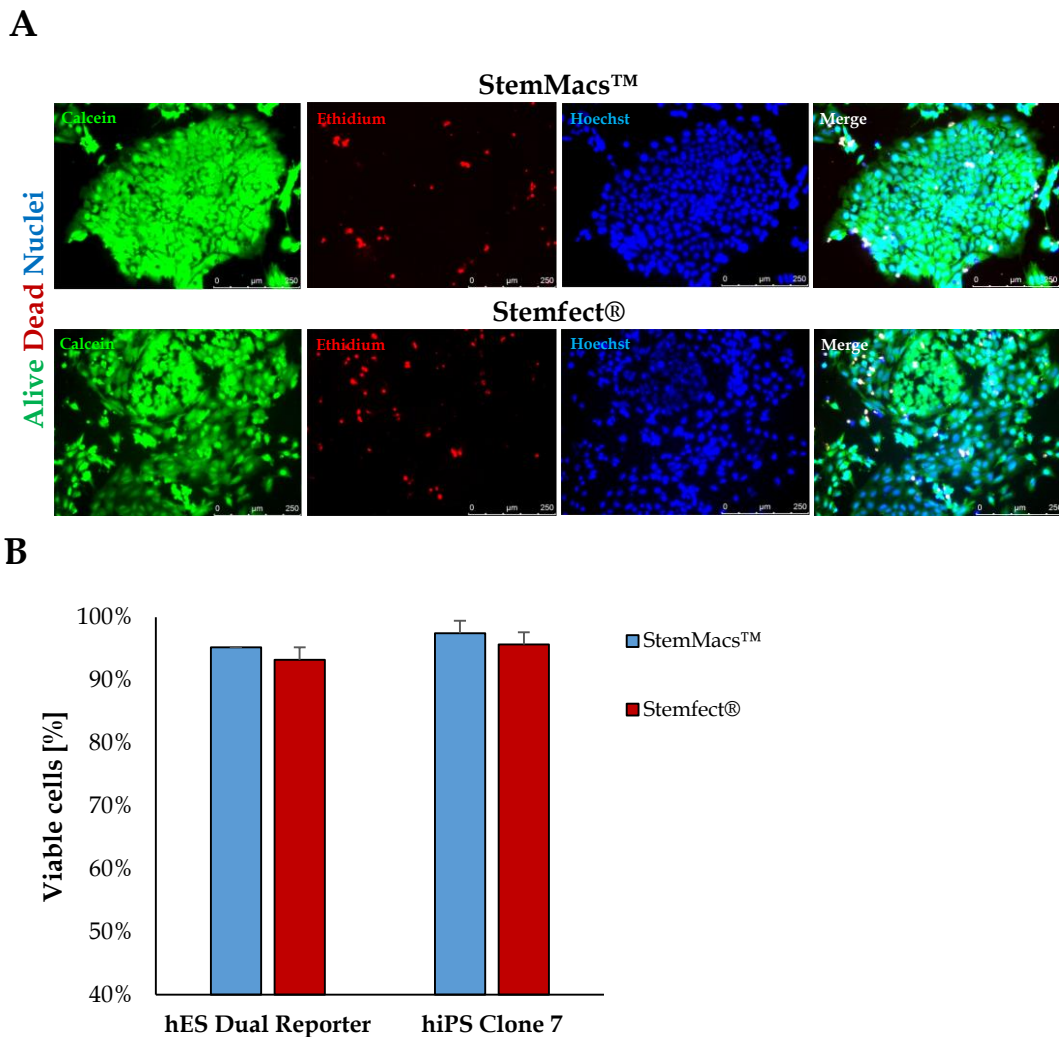 A
StemMacs™
Calcein
Ethidium
Hoechst
Merge
0 µm 250
0 µm 250
0 µm 250
0 µm 250
Alive Dead Nuclei
Stemfect®
Calcein
Ethidium
Hoechst
Merge
0 µm 250
0 µm 250
0 µm 250
0 µm 250
B
Viable cells [%]
100%
90%
80%
70%
60%
50%
40%
hES Dual Reporter
hiPS Clone 7
StemMacs™
Stemfect®